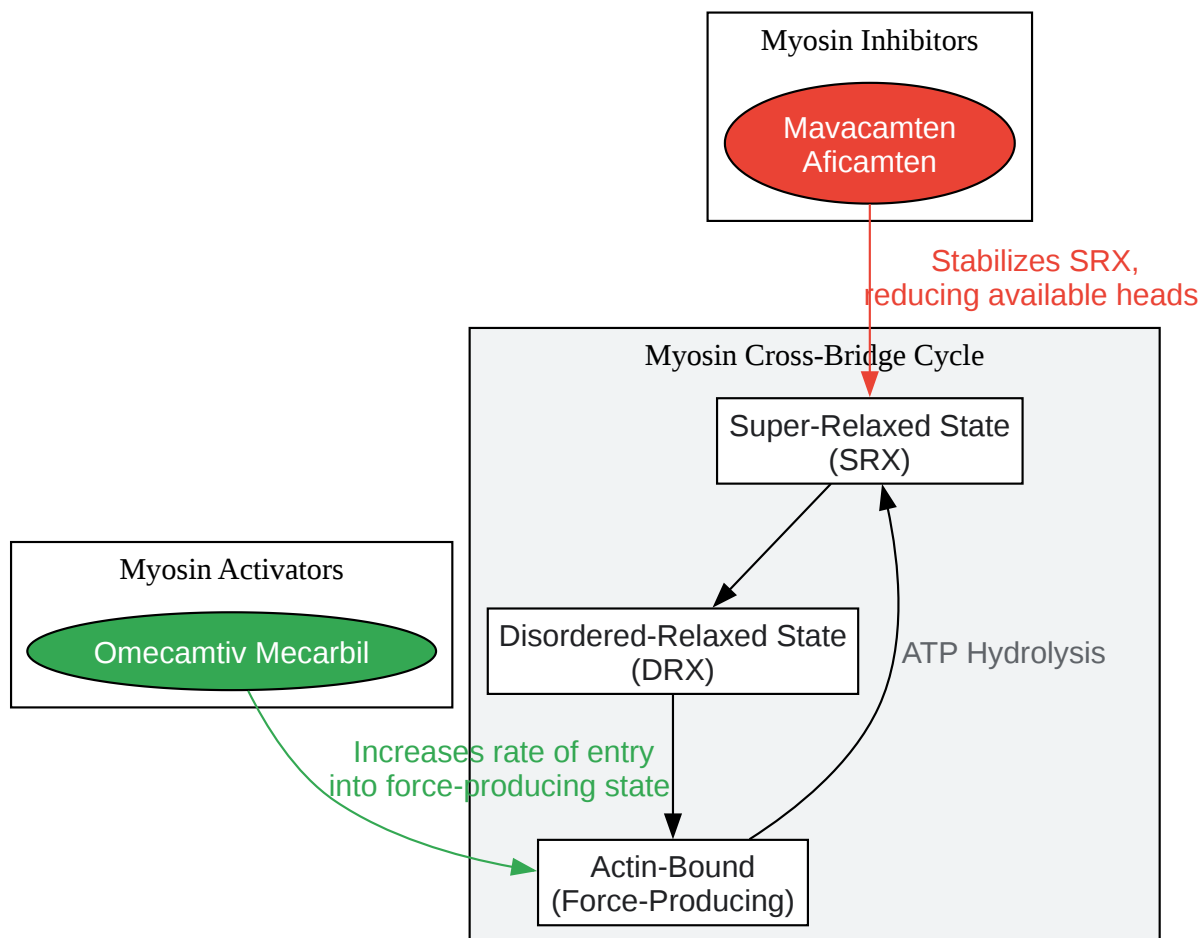 Myosin Inhibitors
Mavacamten
Aficamten
Stabilizes SRX,
reducing available heads
Myosin Cross-Bridge Cycle
Super-Relaxed State
(SRX)
Myosin Activators
Omecamtiv Mecarbil
Disordered-Relaxed State
(DRX)
ATP Hydrolysis
Increases rate of entry
into force-producing state
Actin-Bound
(Force-Producing)